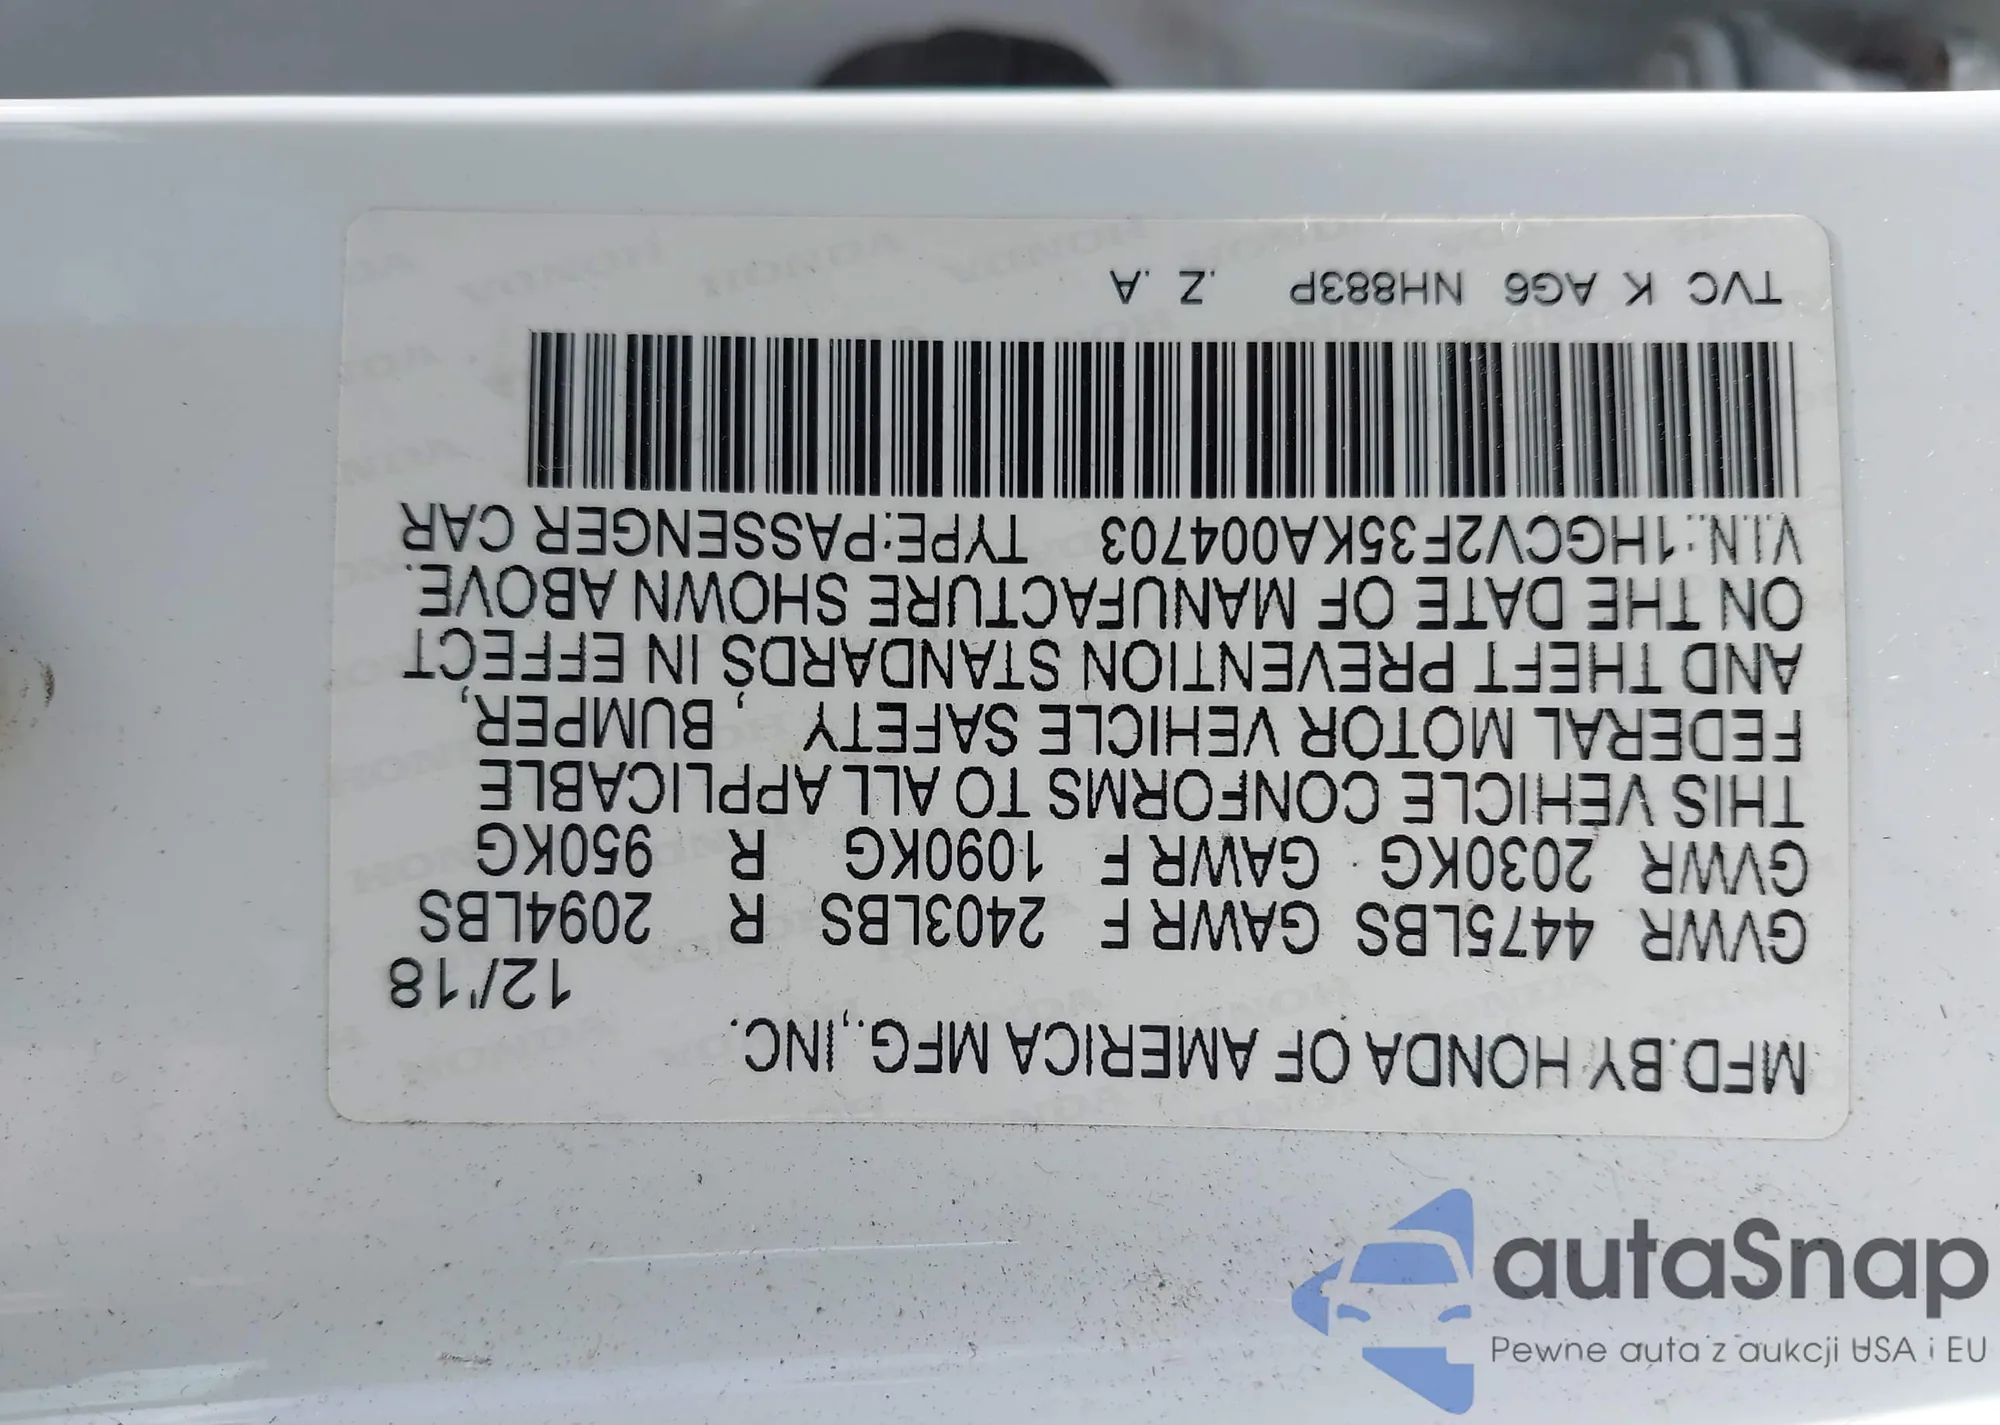 MFD.BY HONDA OF AMERICA MFG.,INC.
12/'18
GVWR 4475LBS GAWR F 2403LBS R 2094LBS
GVWR 2030KG GAWR F 1090KG R 950KG
THIS VEHICLE CONFORMS TO ALL APPLICABLE
FEDERAL MOTOR VEHICLE SAFETY , BUMPER,
AND THEFT PREVENTION STANDARDS IN EFFECT
ON THE DATE OF MANUFACTURE SHOWN ABOVE.
V.I.N.:1HGCV2F35KA004703 TYPE:PASSENGER CAR
TVC K AG6 NH883P .Z .A
autaSnap
Pewne auta z aukcji USA i EU